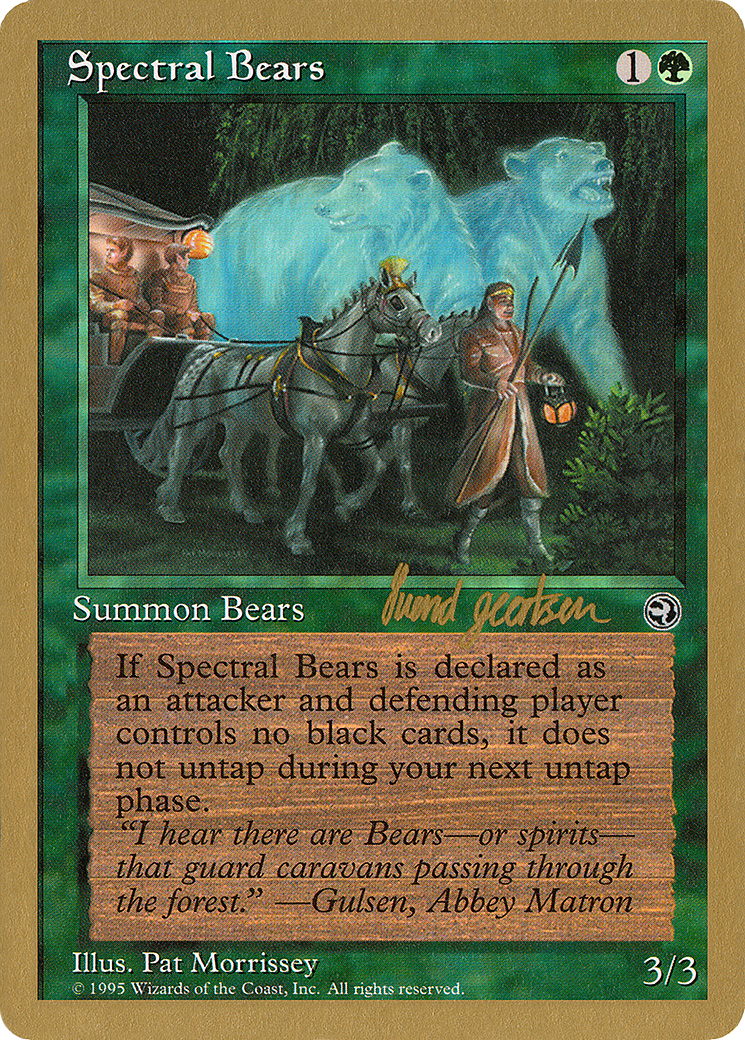 Spectral Bears 1
Pat Morrissey
Summon Bears
If Spectral Bears is declared as
an attacker and defending player
controls no black cards, it does
not untap during your next untap
phase.
“I hear there are Bears—or spirits—
that guard caravans passing through
the forest.” —Gulsen, Abbey Matron
Illus. Pat Morrissey
3/3
© 1995 Wizards of the Coast, Inc. All rights reserved.